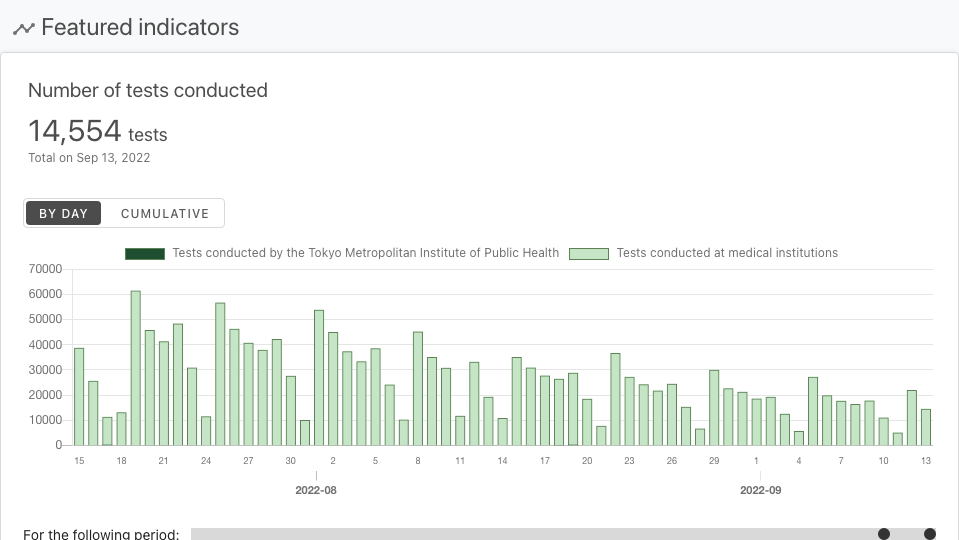 Featured indicators
Number of tests conducted
14,554 tests
Total on Sep 13, 2022
BY DAY CUMULATIVE
Tests conducted by the Tokyo Metropolitan Institute of Public Health Tests conducted at medical institutions
70000
60000
50000
40000
30000
20000
10000
0
15 18 21 24 27 30 2 5 8 11 14 17 20 23 26 29 1 4 7 10 13
2022-08 2022-09
For the following period: